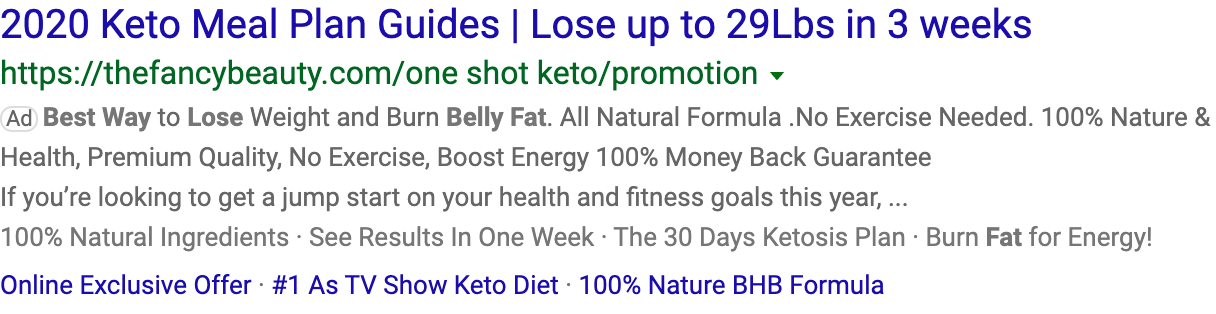 2020 Keto Meal Plan Guides | Lose up to 29Lbs in 3 weeks
https://thefancybeauty.com/one shot keto/promotion
Ad Best Way to Lose Weight and Burn Belly Fat. All Natural Formula .No Exercise Needed. 100% Nature &
Health, Premium Quality, No Exercise, Boost Energy 100% Money Back Guarantee
If you’re looking to get a jump start on your health and fitness goals this year, ...
100% Natural Ingredients · See Results In One Week · The 30 Days Ketosis Plan · Burn Fat for Energy!
Online Exclusive Offer · #1 As TV Show Keto Diet · 100% Nature BHB Formula